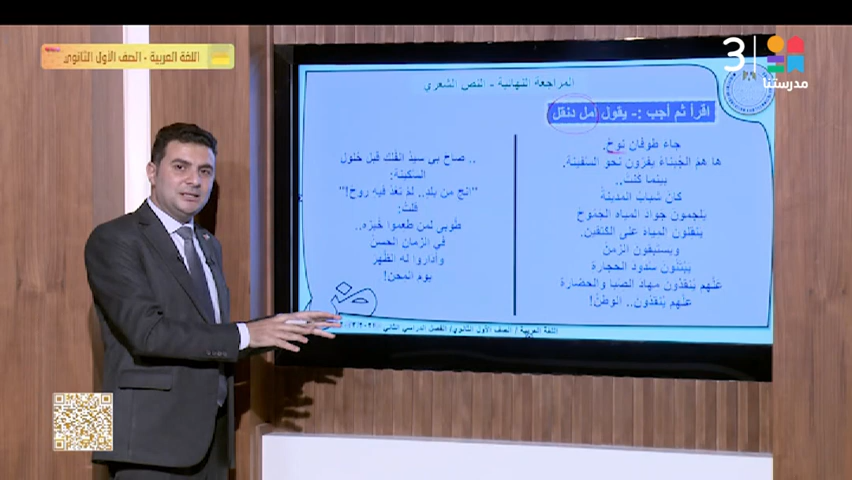 اللغة العربية - الصف الأول الثانوي
3
مدرستنا
المراجعة النهائية - النص الشعري
اقرأ ثم أجب :- يقول أمل دنقل
جاء طوفان نوح.
ها هم الجبناء يفرون نحو السفينة.
بينما كنت..
كان شباب المدينة
يلجمون جواد المياه الجموح
ينقلون المياه على الكتفين.
ويستبقون الزمن
يبتنون سدود الحجارة
علهم ينقذون مهاد الصبا والحضارة
علهم ينقذون.. الوطن!
.. صاح بي سيد الفلك قبل حلول
السكينة:
"انج من بلد.. لم تعد فيه روح!"
قلت:
طوبى لمن طعموا خبزه..
في الزمان الحسن
وأداروا له الظهر
يوم المحن!
ض
اللغة العربية / الصف الأول الثانوي/ الفصل الدراسي الثاني